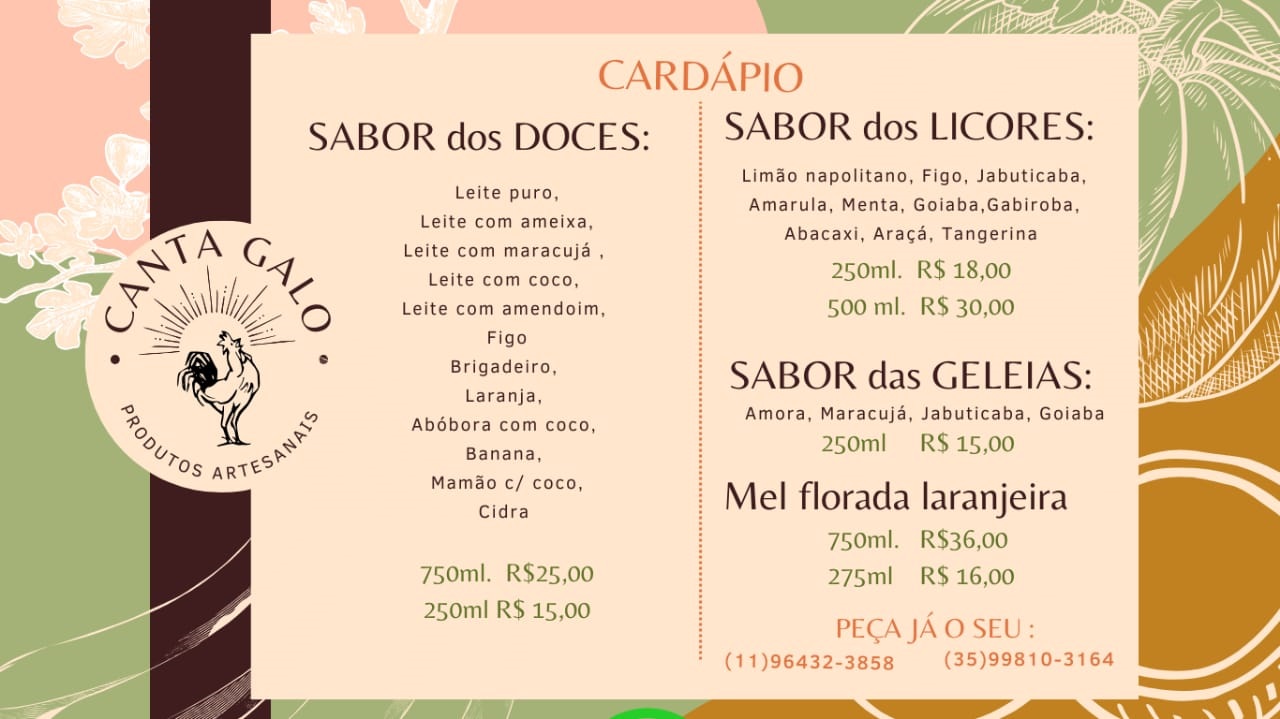 CARDÁPIO
CANTA GALO
PRODUTOS ARTESANAIS
SABOR dos DOCES:
Leite puro,
Leite com ameixa,
Leite com maracujá ,
Leite com coco,
Leite com amendoim,
Figo
Brigadeiro,
Laranja,
Abóbora com coco,
Banana,
Mamão c/ coco,
Cidra
750ml. R$25,00
250ml R$ 15,00
SABOR dos LICORES:
Limão napolitano, Figo, Jabuticaba,
Amarula, Menta, Goiaba,Gabiroba,
Abacaxi, Araçá, Tangerina
250ml. R$ 18,00
500 ml. R$ 30,00
SABOR das GELEIAS:
Amora, Maracujá, Jabuticaba, Goiaba
250ml R$ 15,00
Mel florada laranjeira
750ml. R$36,00
275ml R$ 16,00
PEÇA JÁ O SEU :
(11)96432-3858 (35)99810-3164